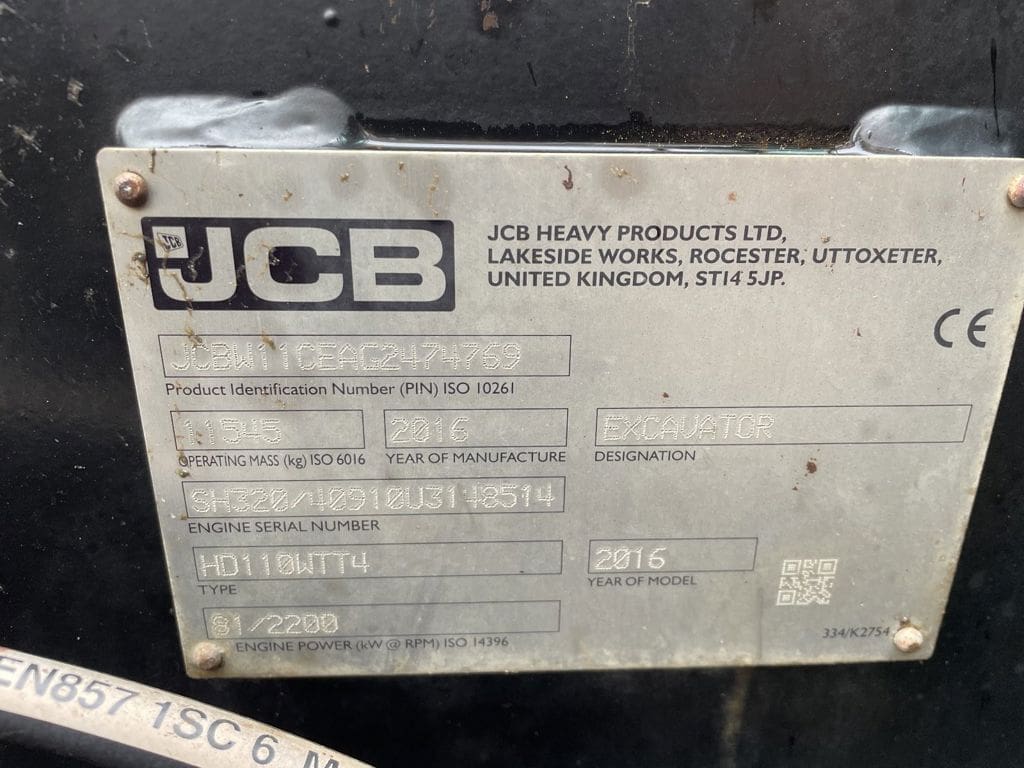 JCB
JCB
JCB HEAVY PRODUCTS LTD,
LAKESIDE WORKS, ROCESTER, UTTOXETER,
UNITED KINGDOM, ST14 5JP.
CE
JCBW11CEAG2474769
Product Identification Number (PIN) ISO 10261
11545
2016
EXCAVATOR
OPERATING MASS (kg) ISO 6016
YEAR OF MANUFACTURE
DESIGNATION
SH320/40910U3148514
ENGINE SERIAL NUMBER
HD110WTT4
2016
TYPE
YEAR OF MODEL
81/2200
ENGINE POWER (kW @ RPM) ISO 14396
334/K2754
EN857 1SC 6